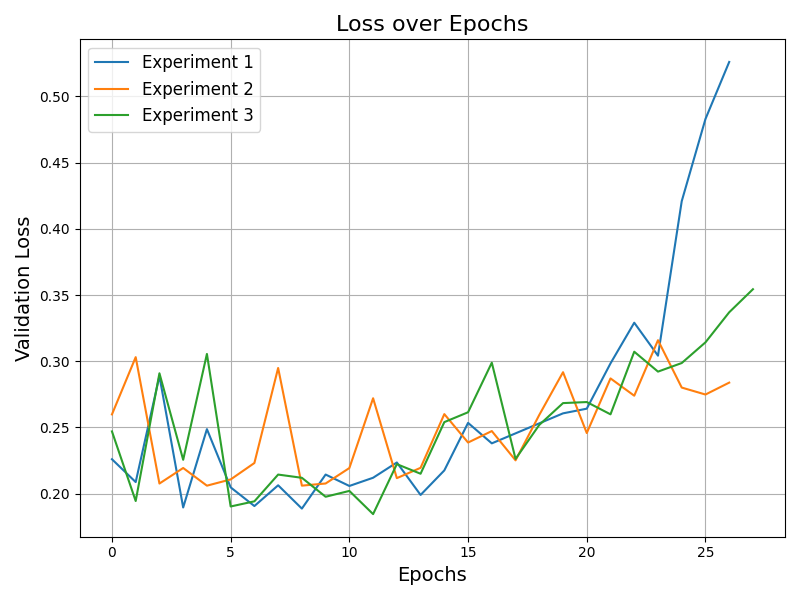 Loss over Epochs
Experiment 1
Experiment 2
Experiment 3
Validation Loss
0.50
0.45
0.40
0.35
0.30
0.25
0.20
0 5 10 15 20 25
Epochs